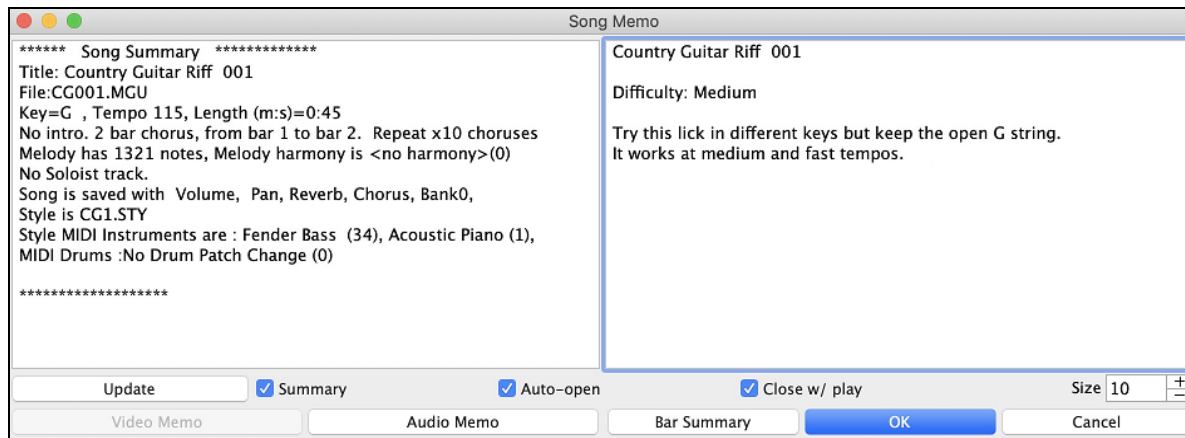 Song Memo
****** Song Summary *************
Title: Country Guitar Riff 001
File:CG001.MGU
Key=G , Tempo 115, Length (m:s)=0:45
No intro. 2 bar chorus, from bar 1 to bar 2. Repeat x10 choruses
Melody has 1321 notes, Melody harmony is <no harmony>(0)
No Soloist track.
Song is saved with Volume, Pan, Reverb, Chorus, Bank0,
Style is CG1.STY
Style MIDI Instruments are : Fender Bass (34), Acoustic Piano (1),
MIDI Drums :No Drum Patch Change (0)
*******************
Country Guitar Riff 001
Difficulty: Medium
Try this lick in different keys but keep the open G string.
It works at medium and fast tempos.
Update Summary Auto-open Close w/ play Size 10 + −
Video Memo Audio Memo Bar Summary OK Cancel